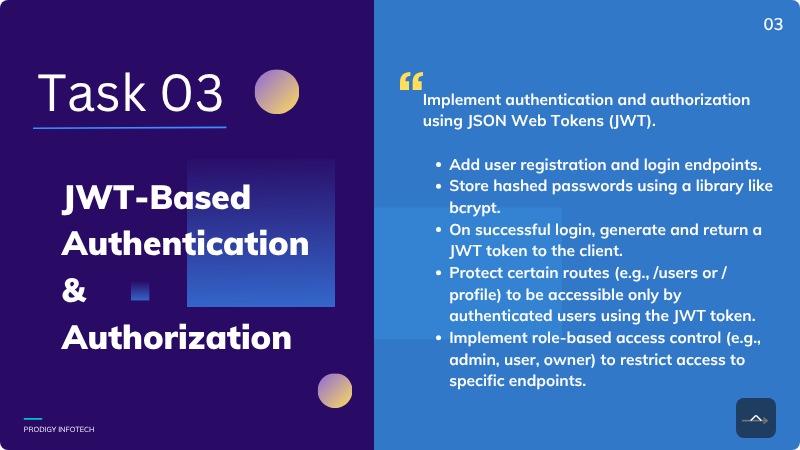 03
Task 03
JWT-Based
Authentication
&
Authorization
PRODIGY INFOTECH
“
Implement authentication and authorization
using JSON Web Tokens (JWT).
• Add user registration and login endpoints.
• Store hashed passwords using a library like
bcrypt.
• On successful login, generate and return a
JWT token to the client.
• Protect certain routes (e.g., /users or /
profile) to be accessible only by
authenticated users using the JWT token.
• Implement role-based access control (e.g.,
admin, user, owner) to restrict access to
specific endpoints.